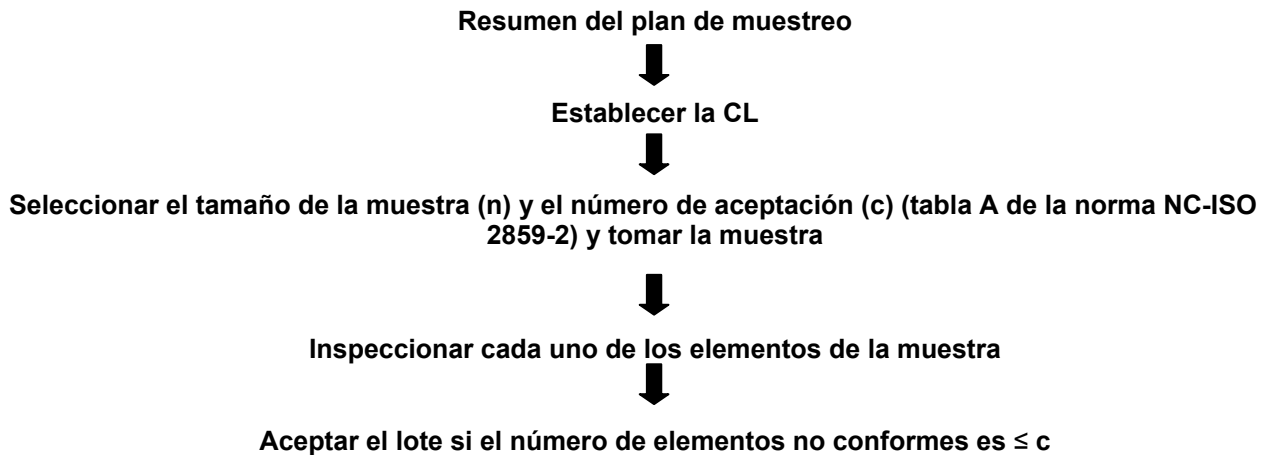 Resumen del plan de muestreo
Establecer la CL
Seleccionar el tamaño de la muestra (n) y el número de aceptación (c) (tabla A de la norma NC-ISO
2859-2) y tomar la muestra
Inspeccionar cada uno de los elementos de la muestra
Aceptar el lote si el número de elementos no conformes es ≤ c